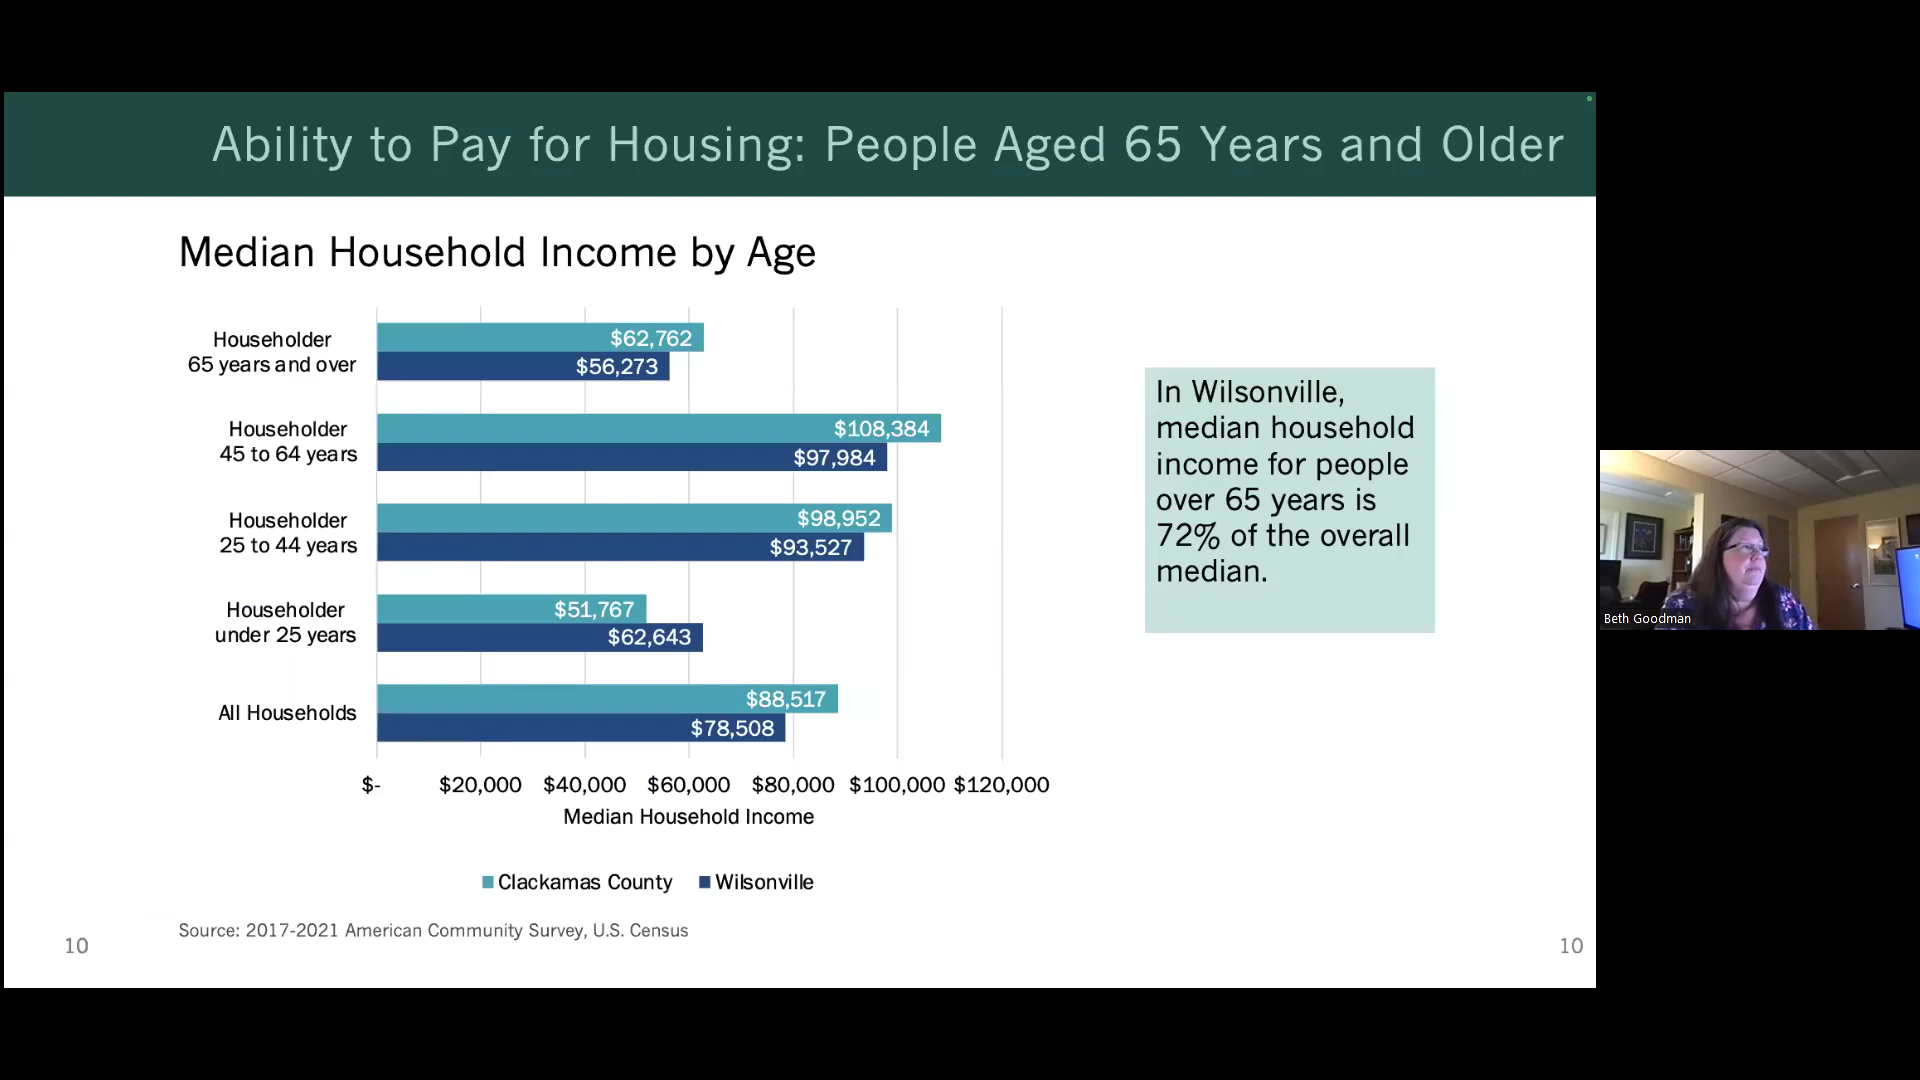 Ability to Pay for Housing: People Aged 65 Years and Older
Median Household Income by Age
Householder
65 years and over
$62,762
$56,273
Householder
45 to 64 years
$108,384
$97,984
Householder
25 to 44 years
$98,952
$93,527
Householder
under 25 years
$51,767
$62,643
All Households
$88,517
$78,508
$- $20,000 $40,000 $60,000 $80,000 $100,000 $120,000
Median Household Income
Clackamas County Wilsonville
In Wilsonville,
median household
income for people
over 65 years is
72% of the overall
median.
Source: 2017-2021 American Community Survey, U.S. Census
10
10
Beth Goodman